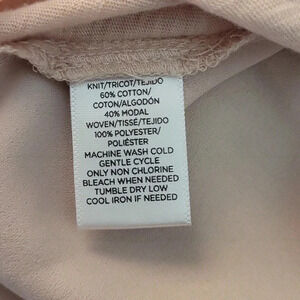 KNIT/TRICOT/TEJIDO
60% COTTON/
COTON/ALGODÓN
40% MODAL
WOVEN/TISSÉ/TEJIDO
100% POLYESTER/
POLIÉSTER
MACHINE WASH COLD
GENTLE CYCLE
ONLY NON CHLORINE
BLEACH WHEN NEEDED
TUMBLE DRY LOW
COOL IRON IF NEEDED